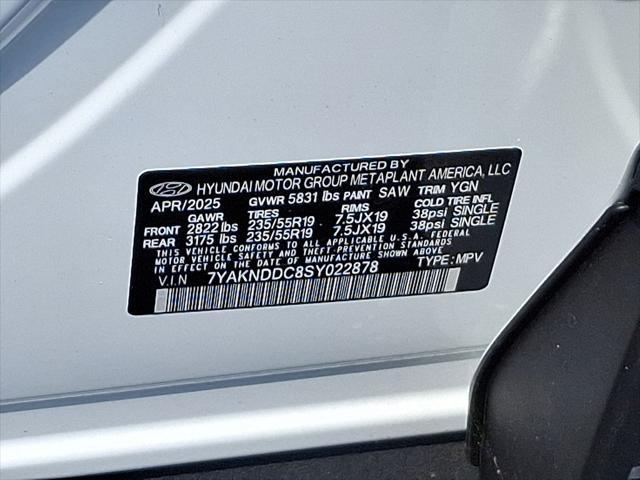 MANUFACTURED BY
HYUNDAI MOTOR GROUP METAPLANT AMERICA, LLC
APR/2025 GVWR 5831 lbs PAINT SAW TRIM YGN
GAWR TIRES RIMS COLD TIRE INFL
FRONT 2822 lbs 235/55R19 7.5JX19 38psi SINGLE
REAR 3175 lbs 235/55R19 7.5JX19 38psi SINGLE
THIS VEHICLE CONFORMS TO ALL APPLICABLE U.S.A. FEDERAL
MOTOR VEHICLE SAFETY AND THEFT-PREVENTION STANDARDS
IN EFFECT ON THE DATE OF MANUFACTURE SHOWN ABOVE.
V.I.N 7YAKNDDC8SY022878 TYPE:MPV